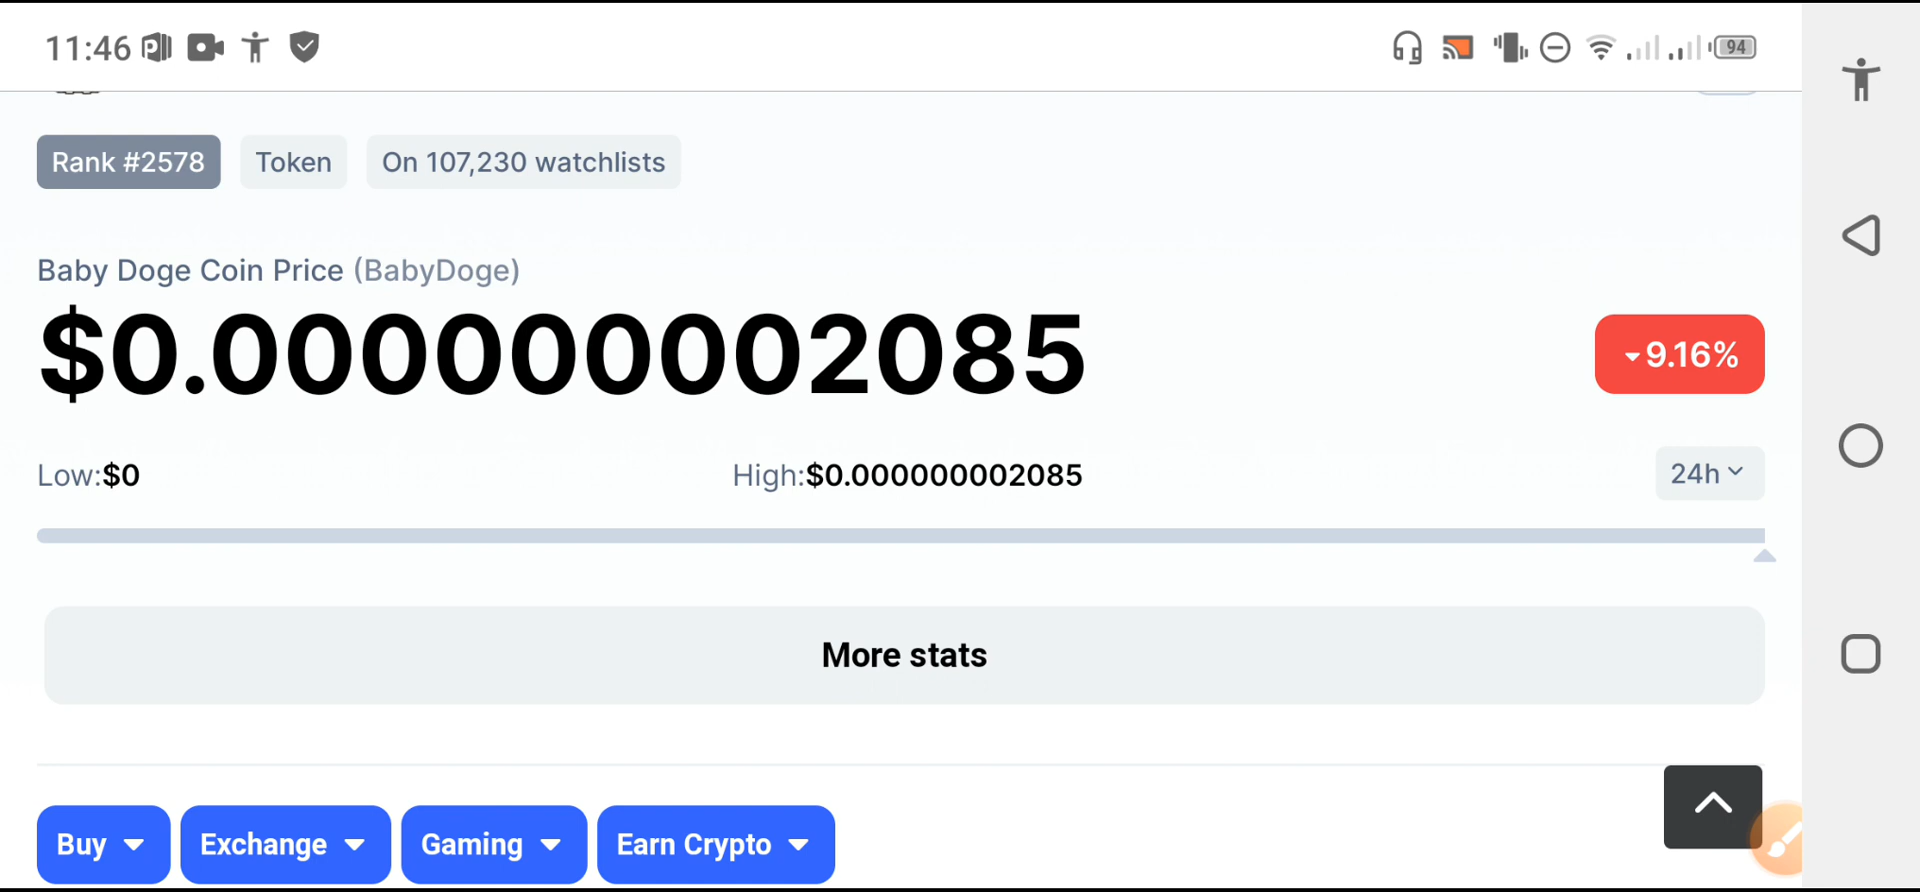 11:46 94
Rank #2578 Token On 107,230 watchlists
Baby Doge Coin Price (BabyDoge)
$0.000000002085 9.16%
Low:$0 High:$0.000000002085 24h
More stats
Buy Exchange Gaming Earn Crypto